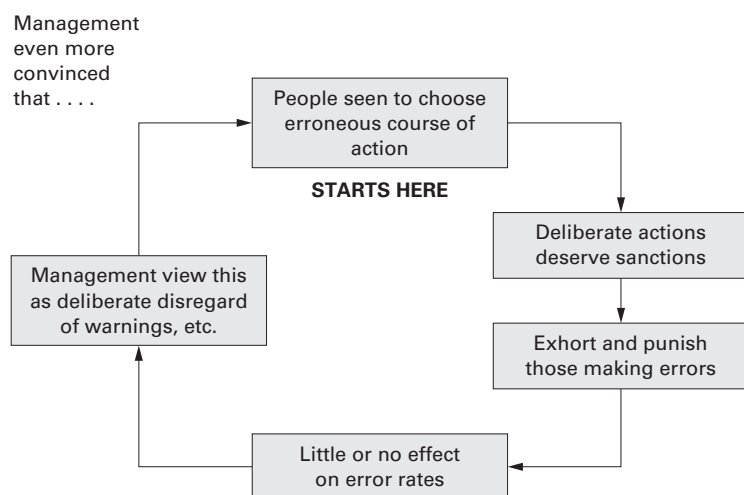 Management
even more
convinced
that . . . .
People seen to choose
erroneous course of
action
STARTS HERE
Deliberate actions
deserve sanctions
Exhort and punish
those making errors
Little or no effect
on error rates
Management view this
as deliberate disregard
of warnings, etc.